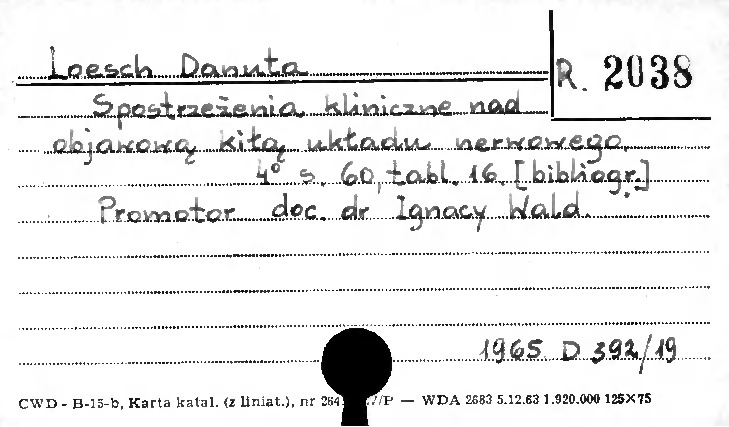 Loesch Danuta
R. 2038
Spostrzeżenia kliniczne nad
objawową kiłą układu nerwowego.
4° s. 60, tabl. 16. [bibliogr.]
Promotor doc. dr Ignacy Wald.
1965 D 392/19
CWD - B-15-b, Karta katal. (z liniat.), nr 264 /P — WDA 2683 5.12.63 1.920.000 125×75